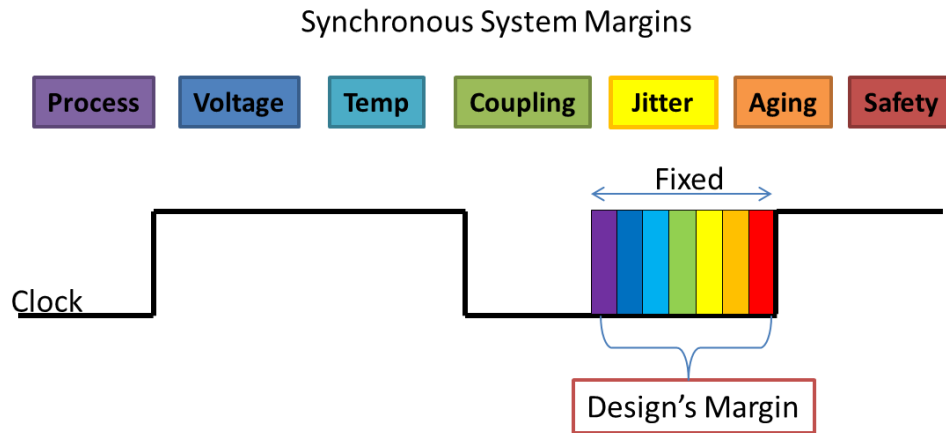 Synchronous System Margins
Process Voltage Temp Coupling Jitter Aging Safety
Fixed
Clock
Design's Margin